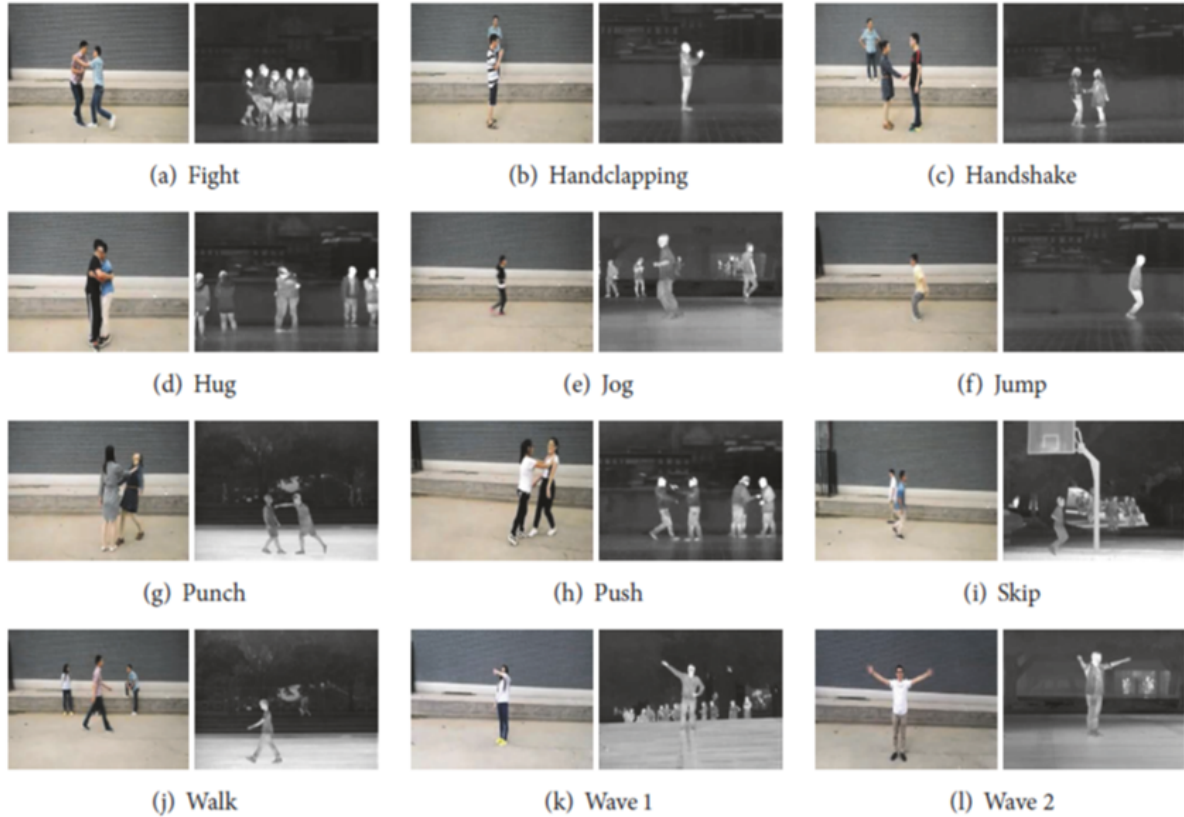 (a) Fight
(b) Handclapping
(c) Handshake
(d) Hug
(e) Jog
(f) Jump
(g) Punch
(h) Push
(i) Skip
(j) Walk
(k) Wave 1
(l) Wave 2